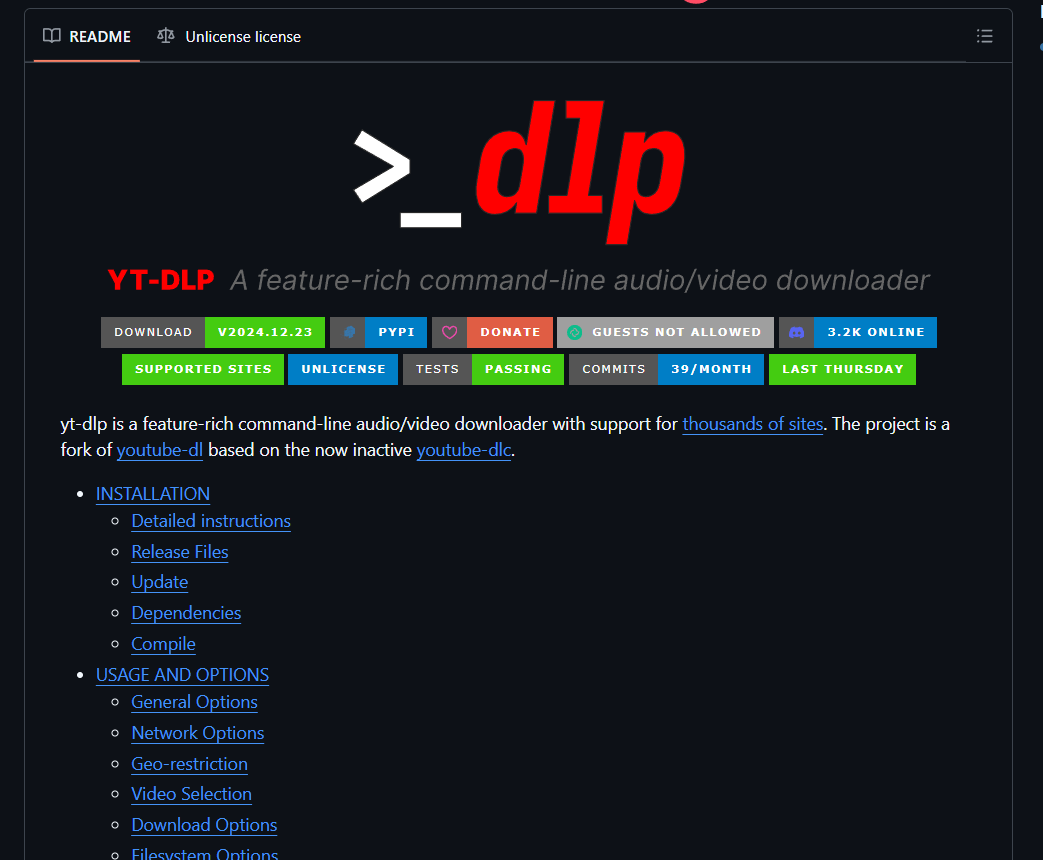 README Unlicense license
>_dlp
YT-DLP A feature-rich command-line audio/video downloader
DOWNLOAD V2024.12.23 PYPI DONATE GUESTS NOT ALLOWED 3.2K ONLINE
SUPPORTED SITES UNLICENSE TESTS PASSING COMMITS 39/MONTH LAST THURSDAY
yt-dlp is a feature-rich command-line audio/video downloader with support for thousands of sites. The project is a
fork of youtube-dl based on the now inactive youtube-dlc.
INSTALLATION
Detailed instructions
Release Files
Update
Dependencies
Compile
USAGE AND OPTIONS
General Options
Network Options
Geo-restriction
Video Selection
Download Options
Filesystem Options